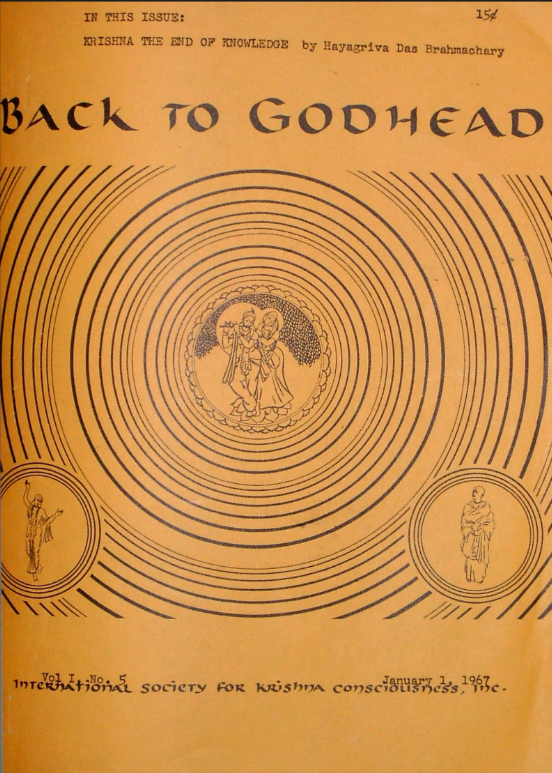 IN THIS ISSUE: 15¢
KRISHNA THE END OF KNOWLEDGE by Hayagriva Das Brahmachary
BACK TO GODHEAD
Vol I. No. 5 January 1, 1967
INTERNATIONAL SOCIETY FOR KRISHNA CONSCIOUSNESS, INC.